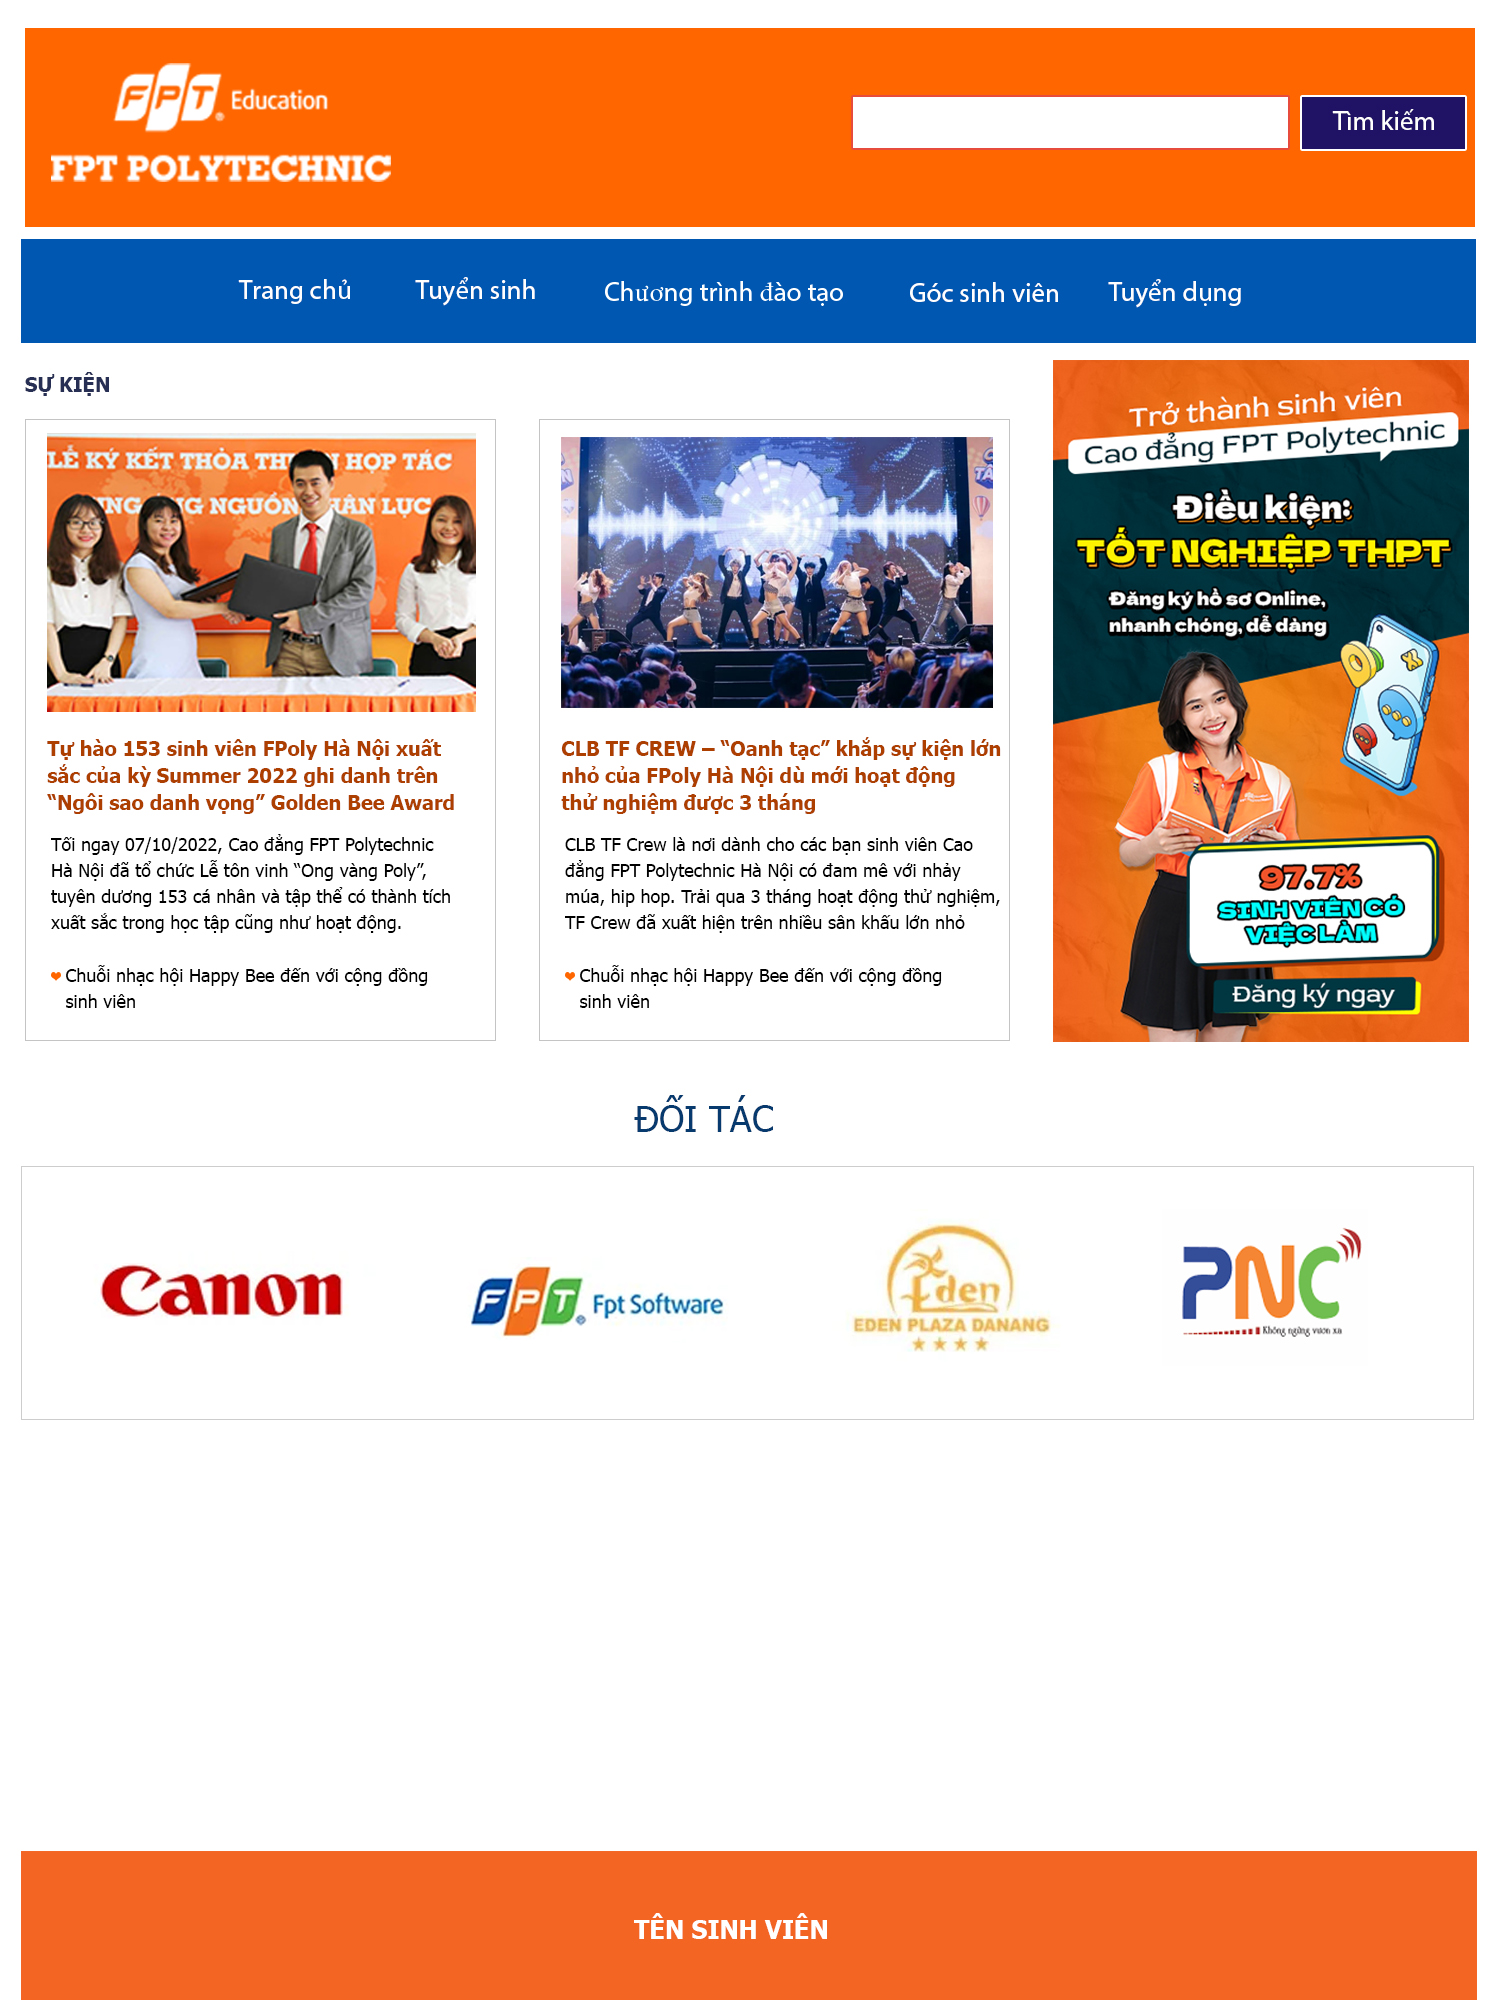 FPT Education
FPT POLYTECHNIC
Tìm kiếm
Trang chủ
Tuyển sinh
Chương trình đào tạo
Góc sinh viên
Tuyển dụng
SỰ KIỆN
LỄ KÝ KẾT THỎA HỢP TÁC
NGUỒN LỰC
Tự hào 153 sinh viên FPoly Hà Nội xuất
sắc của kỳ Summer 2022 ghi danh trên
“Ngôi sao danh vọng” Golden Bee Award
Tối ngay 07/10/2022, Cao đẳng FPT Polytechnic
Hà Nội đã tổ chức Lễ tôn vinh “Ong vàng Poly”,
tuyên dương 153 cá nhân và tập thể có thành tích
xuất sắc trong học tập cũng như hoạt động.
Chuỗi nhạc hội Happy Bee đến với cộng đồng
sinh viên
CLB TF CREW – “Oanh tạc” khắp sự kiện lớn
nhỏ của FPoly Hà Nội dù mới hoạt động
thử nghiệm được 3 tháng
CLB TF Crew là nơi dành cho các bạn sinh viên Cao
đẳng FPT Polytechnic Hà Nội có đam mê với nhảy
múa, hip hop. Trải qua 3 tháng hoạt động thử nghiệm,
TF Crew đã xuất hiện trên nhiều sân khấu lớn nhỏ
Chuỗi nhạc hội Happy Bee đến với cộng đồng
sinh viên
Trở thành sinh viên
Cao đẳng FPT Polytechnic
Điều kiện:
TỐT NGHIỆP THPT
Đăng ký hồ sơ Online,
nhanh chóng, dễ dàng
97.7%
SINH VIÊN CÓ
VIỆC LÀM
Đăng ký ngay
ĐỐI TÁC
Canon
FPT Fpt Software
Eden
EDEN PLAZA DANANG
PNC
Không ngừng vươn xa
TÊN SINH VIÊN